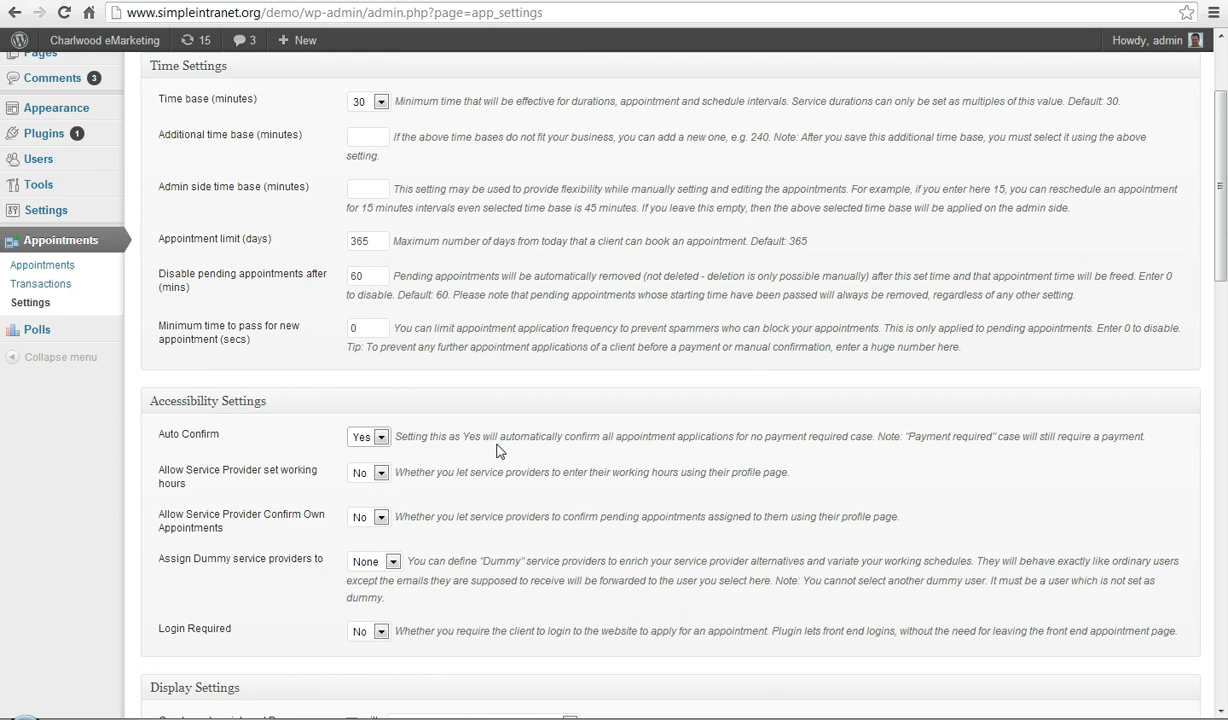 www.simpleintranet.org/demo/wp-admin/admin.php?page=app_settings
Charlwood eMarketing 15 3 + New Howdy, admin
Pages
Comments 3
Appearance
Plugins 1
Users
Tools
Settings
Appointments
Appointments
Transactions
Settings
Polls
Collapse menu
Time Settings
Time base (minutes) 30 Minimum time that will be effective for durations, appointment and schedule intervals. Service durations can only be set as multiples of this value. Default: 30.
Additional time base (minutes) If the above time bases do not fit your business, you can add a new one, e.g. 240. Note: After you save this additional time base, you must select it using the above
setting.
Admin side time base (minutes) This setting may be used to provide flexibility while manually setting and editing the appointments. For example, if you enter here 15, you can reschedule an appointment
for 15 minutes intervals even selected time base is 45 minutes. If you leave this empty, then the above selected time base will be applied on the admin side.
Appointment limit (days) 365 Maximum number of days from today that a client can book an appointment. Default: 365
Disable pending appointments after 60 Pending appointments will be automatically removed (not deleted - deletion is only possible manually) after this set time and that appointment time will be freed. Enter 0
(mins) to disable. Default: 60. Please note that pending appointments whose starting time have been passed will always be removed, regardless of any other setting.
Minimum time to pass for new 0 You can limit appointment application frequency to prevent spammers who can block your appointments. This is only applied to pending appointments. Enter 0 to disable.
appointment (secs) Tip: To prevent any further appointment applications of a client before a payment or manual confirmation, enter a huge number here.
Accessibility Settings
Auto Confirm Yes Setting this as Yes will automatically confirm all appointment applications for no payment required case. Note: "Payment required" case will still require a payment.
Allow Service Provider set working No Whether you let service providers to enter their working hours using their profile page.
hours
Allow Service Provider Confirm Own No Whether you let service providers to confirm pending appointments assigned to them using their profile page.
Appointments
Assign Dummy service providers to None You can define "Dummy" service providers to enrich your service provider alternatives and variate your working schedules. They will behave exactly like ordinary users
except the emails they are supposed to receive will be forwarded to the user you select here. Note: You cannot select another dummy user. It must be a user which is not set as
dummy.
Login Required No Whether you require the client to login to the website to apply for an appointment. Plugin lets front end logins, without the need for leaving the front end appointment page.
Display Settings